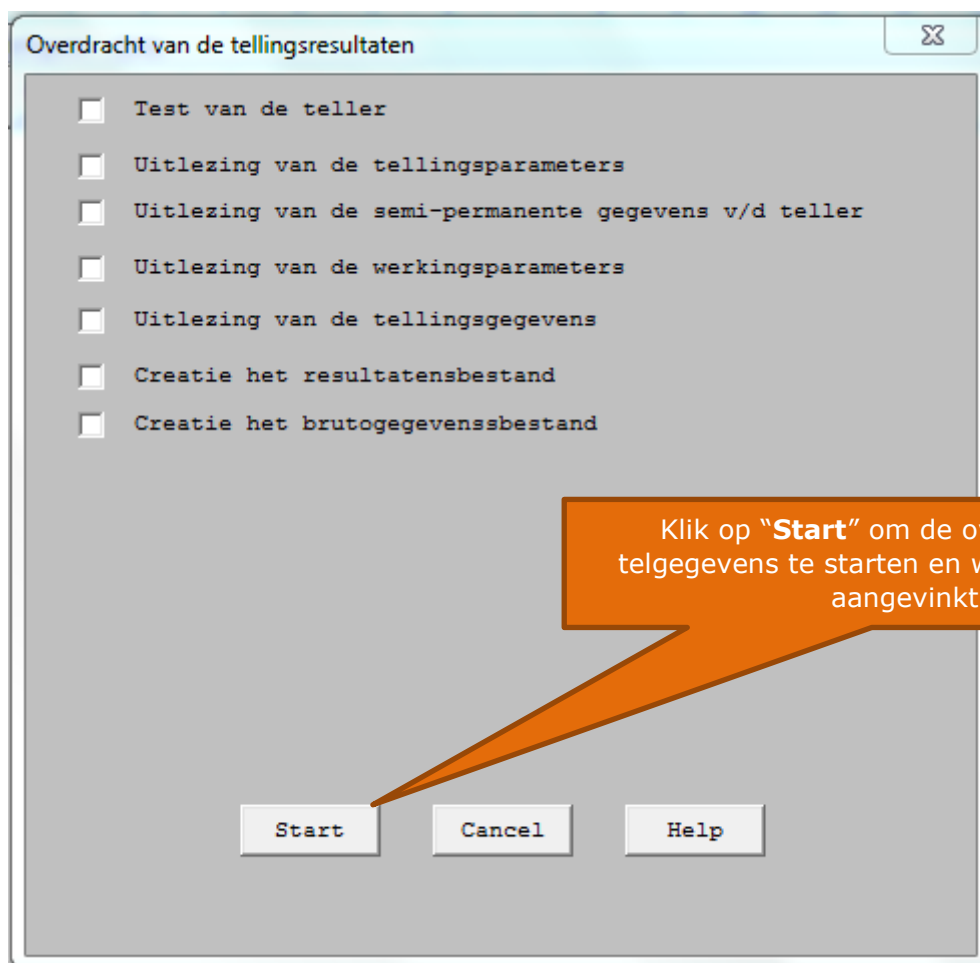 Overdracht van de tellingsresultaten
Test van de teller
Uitlezing van de tellingsparameters
Uitlezing van de semi-permanente gegevens v/d teller
Uitlezing van de werkingsparameters
Uitlezing van de tellingsgegevens
Creatie het resultatensbestand
Creatie het brutogegevenssbestand
Klik op “Start” om de
telgegevens te starten en
aangevinkt
Start Cancel Help